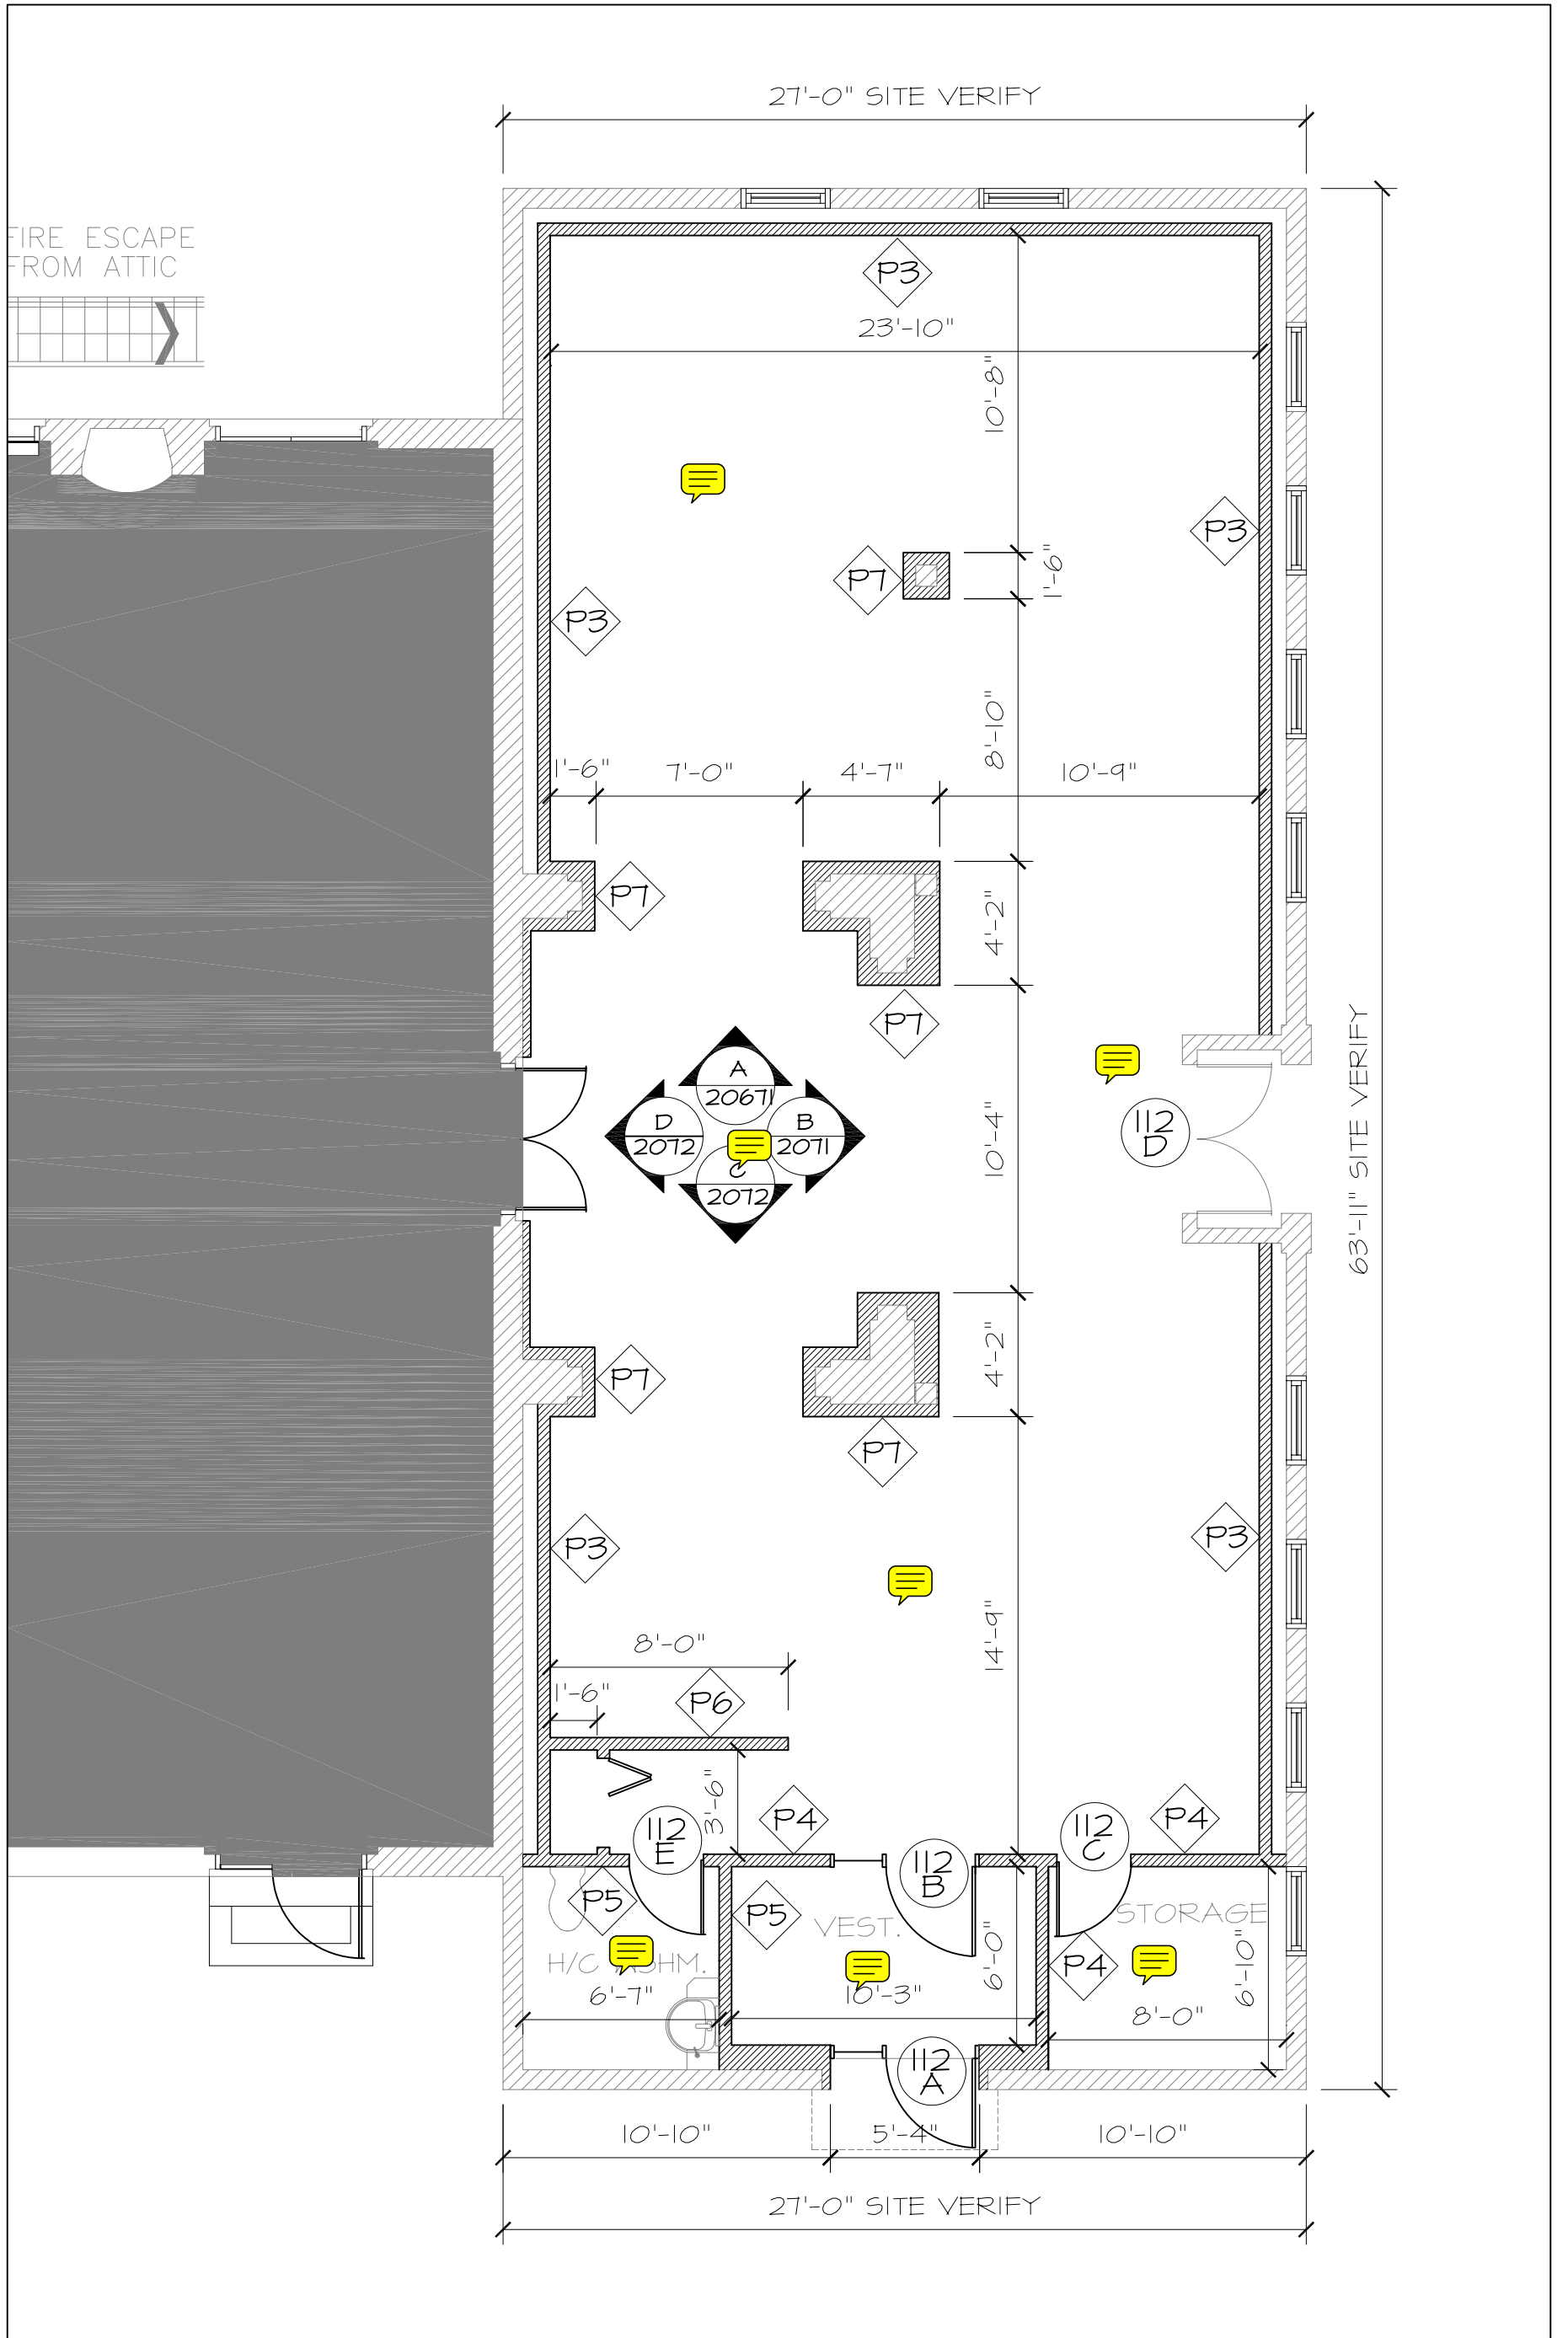 27'-0" SITE VERIFY
FIRE ESCAPE
FROM ATTIC
P3
23'-10"
10'-8"
P3
P7
1'-6"
P3
8'-10"
1'-6"
7'-0"
4'-7"
10'-9"
P7
4'-2"
P7
A
20671
D
2072
B
2071
C
2072
112
D
10'-4"
63'-11" SITE VERIFY
4'-2"
P7
P7
P3
P3
14'-9"
8'-0"
1'-6"
P6
3'-6"
P4
P4
112
E
112
B
112
C
P5
P5
VEST.
STORAGE
H/C WSHM.
P4
6'-0"
6'-10"
6'-7"
10'-3"
8'-0"
112
A
10'-10"
5'-4"
10'-10"
27'-0" SITE VERIFY